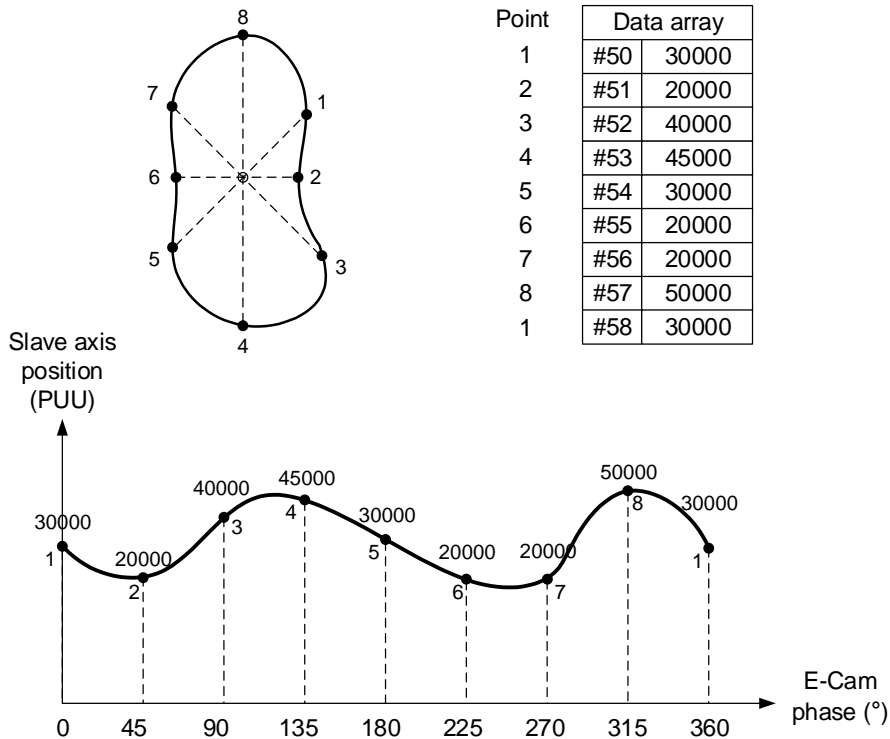 8
7
1
6
2
5
3
4
Point Data array
1 #50 30000
2 #51 20000
3 #52 40000
4 #53 45000
5 #54 30000
6 #55 20000
7 #56 20000
8 #57 50000
1 #58 30000
Slave axis
position
(PUU)
30000
20000
40000
45000
30000
20000
20000
50000
30000
1
2
3
4
5
6
7
8
1
0 45 90 135 180 225 270 315 360
E-Cam
phase (°)